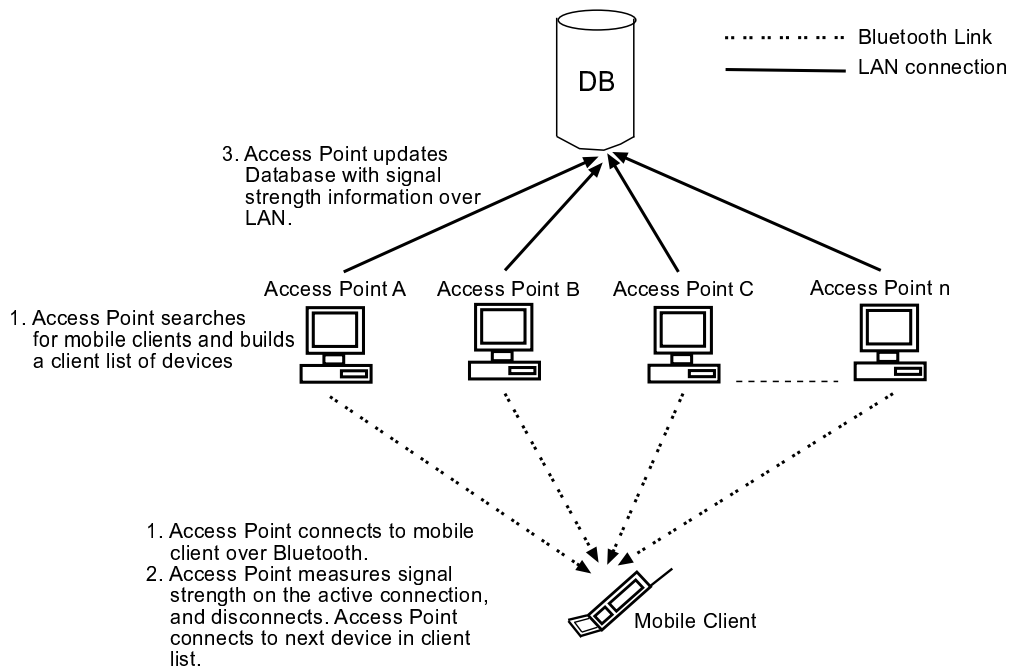 DB
Bluetooth Link
LAN connection
3. Access Point updates
Database with signal
strength information over
LAN.
Access Point A
Access Point B
Access Point C
Access Point n
1. Access Point searches
for mobile clients and builds
a client list of devices
1. Access Point connects to mobile
client over Bluetooth.
2. Access Point measures signal
strength on the active connection,
and disconnects. Access Point
connects to next device in client
list.
Mobile Client